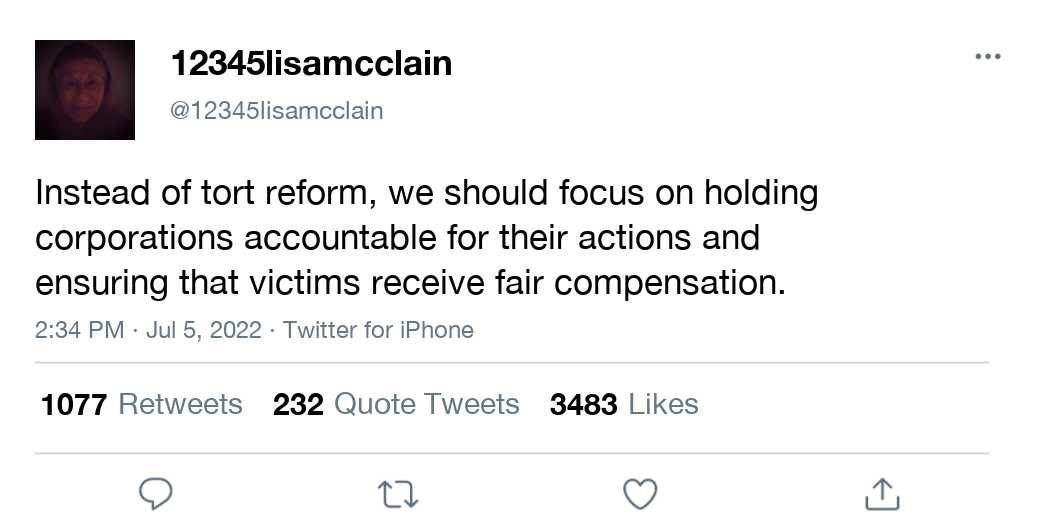 12345lisamcclain
@12345lisamcclain
Instead of tort reform, we should focus on holding
corporations accountable for their actions and
ensuring that victims receive fair compensation.
2:34 PM · Jul 5, 2022 · Twitter for iPhone
1077 Retweets 232 Quote Tweets 3483 Likes